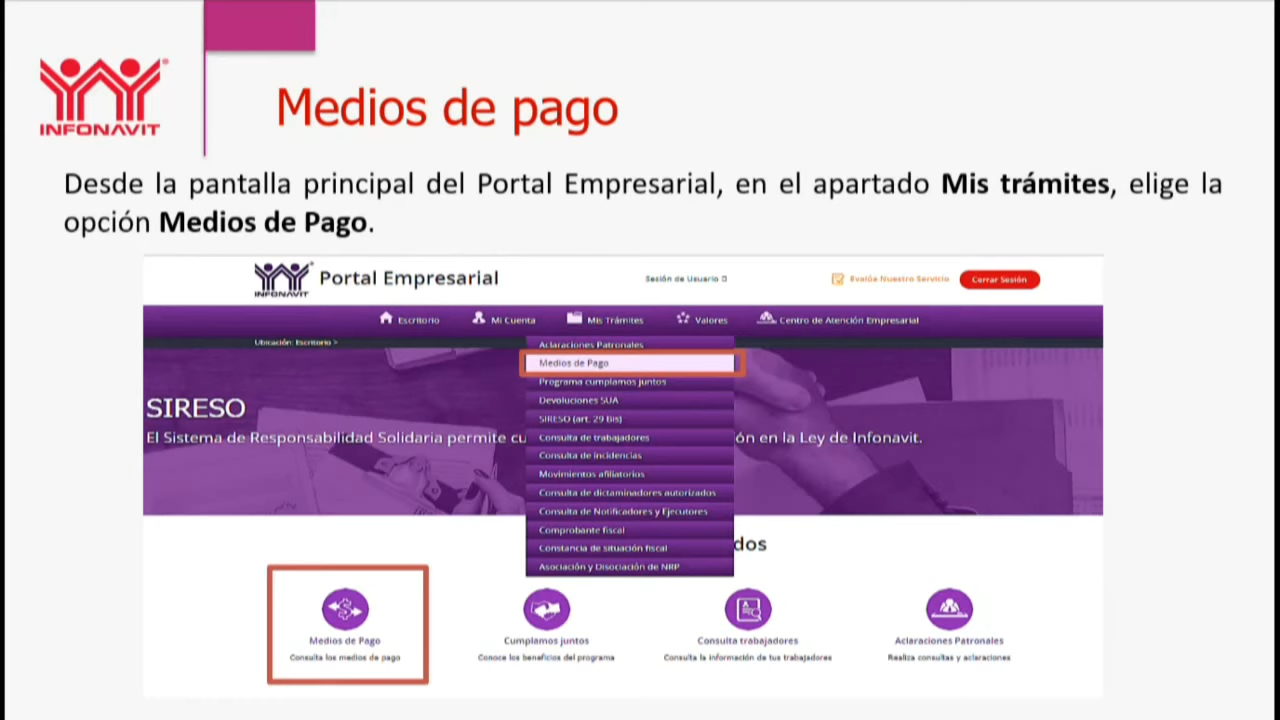 INFONAVIT
Medios de pago
Desde la pantalla principal del Portal Empresarial, en el apartado Mis trámites, elige la
opción Medios de Pago.
INFONAVIT
Portal Empresarial
Sesión de Usuario
Evalúa Nuestro Servicio
Cerrar Sesión
Escritorio
Mi Cuenta
Mis Trámites
Valores
Centro de Atención Empresarial
Ubicación: Escritorio >
Aclaraciones Patronales
Medios de Pago
Programa cumplamos juntos
Devoluciones SUA
SIRESO (art. 29 Bis)
Consulta de trabajadores
Consulta de incidencias
Movimientos afiliatorios
Consulta de dictaminadores autorizados
Consulta de Notificadores y Ejecutores
Comprobante fiscal
Constancia de situación fiscal
Asociación y Disociación de NRP
SIRESO
El Sistema de Responsabilidad Solidaria permite cu
ón en la Ley de Infonavit.
dos
Medios de Pago
Consulta los medios de pago
Cumplamos juntos
Conoce los beneficios del programa
Consulta trabajadores
Consulta la información de tus trabajadores
Aclaraciones Patronales
Realiza consultas y aclaraciones